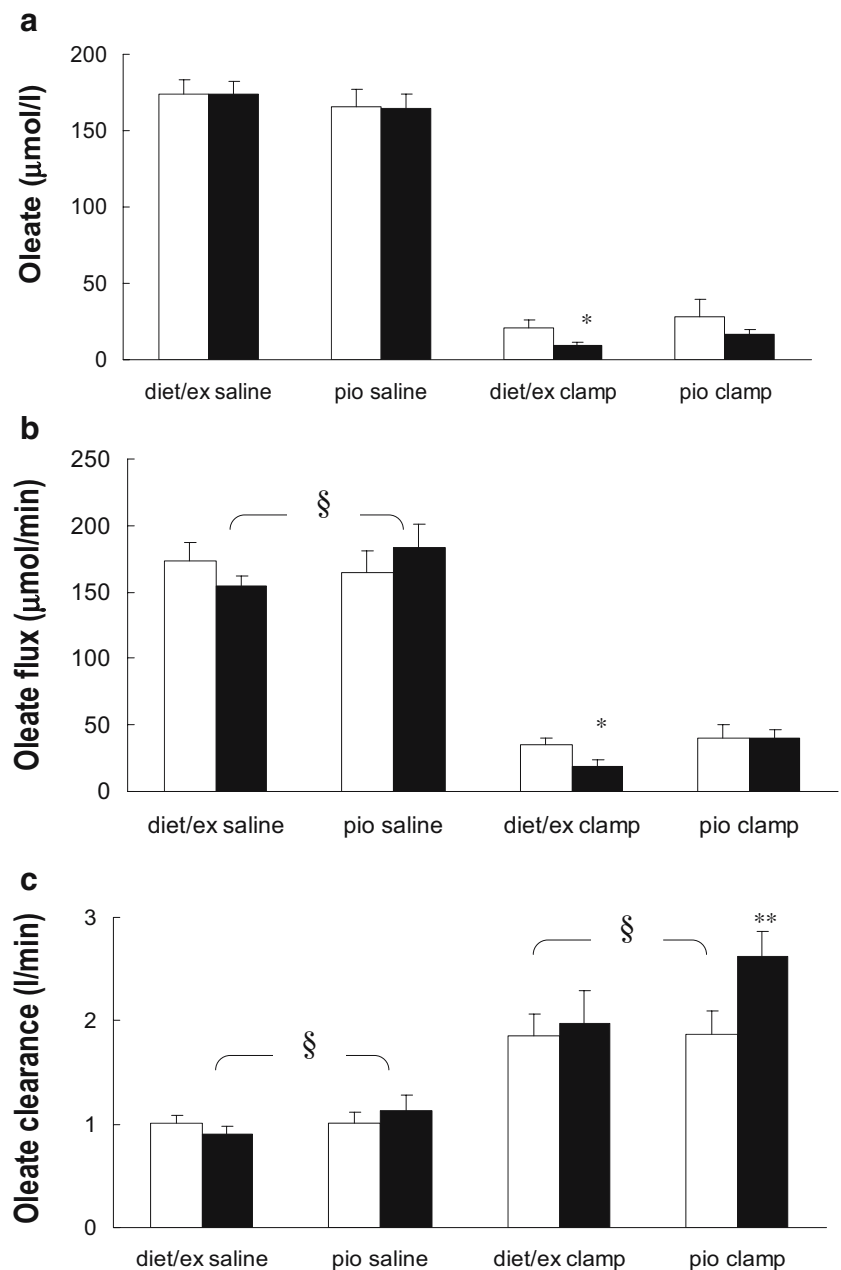 a
Oleate (μmol/l)
200
150
100
50
0
*
diet/ex saline pio saline diet/ex clamp pio clamp
b
Oleate flux (μmol/min)
250
200
150
100
50
0
§
*
diet/ex saline pio saline diet/ex clamp pio clamp
c
Oleate clearance (l/min)
3
2
1
0
§
§
**
diet/ex saline pio saline diet/ex clamp pio clamp